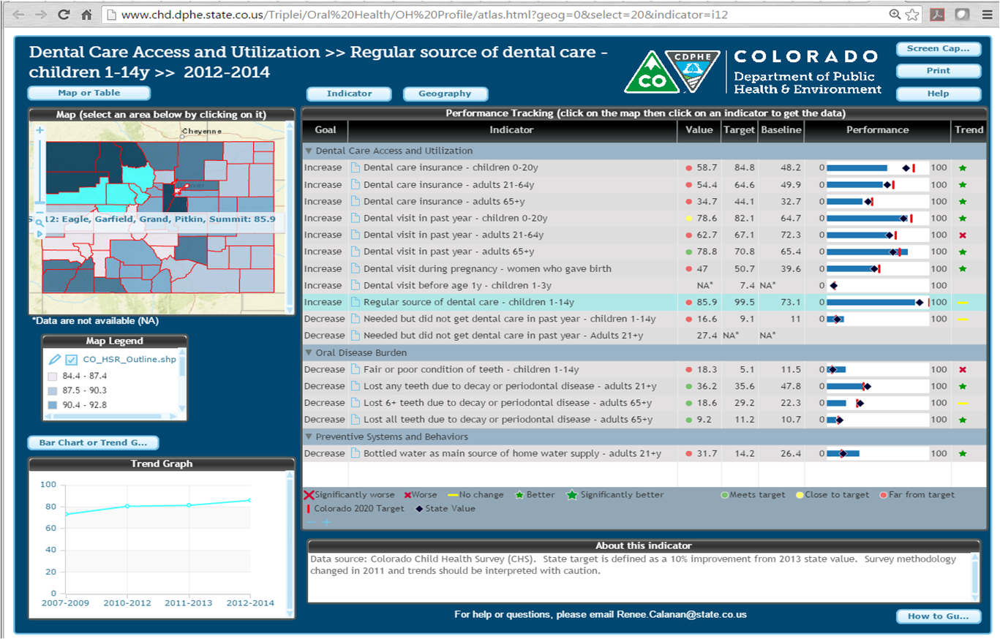 www.chd.dphe.state.co.us/Triplei/Oral%20Health/OH%20Profile/atlas.html?geog=0&select=20&indicator=i12
Dental Care Access and Utilization >> Regular source of dental care -
children 1-14y >> 2012-2014
CO
CDPHE
COLORADO
Department of Public
Health & Environment
Screen Cap...
Print
Help
Map or Table
Indicator
Geography
Map (select an area below by clicking on it)
Cheyenne
12: Eagle, Garfield, Grand, Pitkin, Summit: 85.9
*Data are not available (NA)
Map Legend
CO_HSR_Outline.shp
84.4 - 87.4
87.5 - 90.3
90.4 - 92.8
Bar Chart or Trend G...
Trend Graph
100
80
60
40
20
0
2007-2009 2010-2012 2011-2013 2012-2014
Performance Tracking (click on the map then click on an indicator to get the data)
Goal Indicator Value Target Baseline Performance Trend
Dental Care Access and Utilization
Increase Dental care insurance - children 0-20y 58.7 84.8 48.2 0 100
Increase Dental care insurance - adults 21-64y 54.4 64.6 49.9 0 100
Increase Dental care insurance - adults 65+y 34.7 44.1 32.7 0 100
Increase Dental visit in past year - children 0-20y 78.6 82.1 64.7 0 100
Increase Dental visit in past year - adults 21-64y 62.7 67.1 72.3 0 100
Increase Dental visit in past year - adults 65+y 78.8 70.8 65.4 0 100
Increase Dental visit during pregnancy - women who gave birth 47 50.7 39.6 0 100
Increase Dental visit before age 1y - children 1-3y NA* 7.4 NA* 0 100
Increase Regular source of dental care - children 1-14y 85.9 99.5 73.1 0 100
Decrease Needed but did not get dental care in past year - children 1-14y 16.6 9.1 11 0 100
Decrease Needed but did not get dental care in past year - Adults 21+y 27.4 NA* NA*
Oral Disease Burden
Decrease Fair or poor condition of teeth - children 1-14y 18.3 5.1 11.5 0 100
Decrease Lost any teeth due to decay or periodontal disease - adults 21+y 36.2 35.6 47.8 0 100
Decrease Lost 6+ teeth due to decay or periodontal disease - adults 65+y 18.6 29.2 22.3 0 100
Decrease Lost all teeth due to decay or periodontal disease - adults 65+y 9.2 11.2 10.7 0 100
Preventive Systems and Behaviors
Decrease Bottled water as main source of home water supply - adults 21+y 31.7 14.2 26.4 0 100
Significantly worse Worse No change Better Significantly better Meets target Close to target Far from target
Colorado 2020 Target State Value
About this indicator
Data source: Colorado Child Health Survey (CHS). State target is defined as a 10% improvement from 2013 state value. Survey methodology
changed in 2011 and trends should be interpreted with caution.
For help or questions, please email Renee.Calanan@state.co.us
How to Gu...